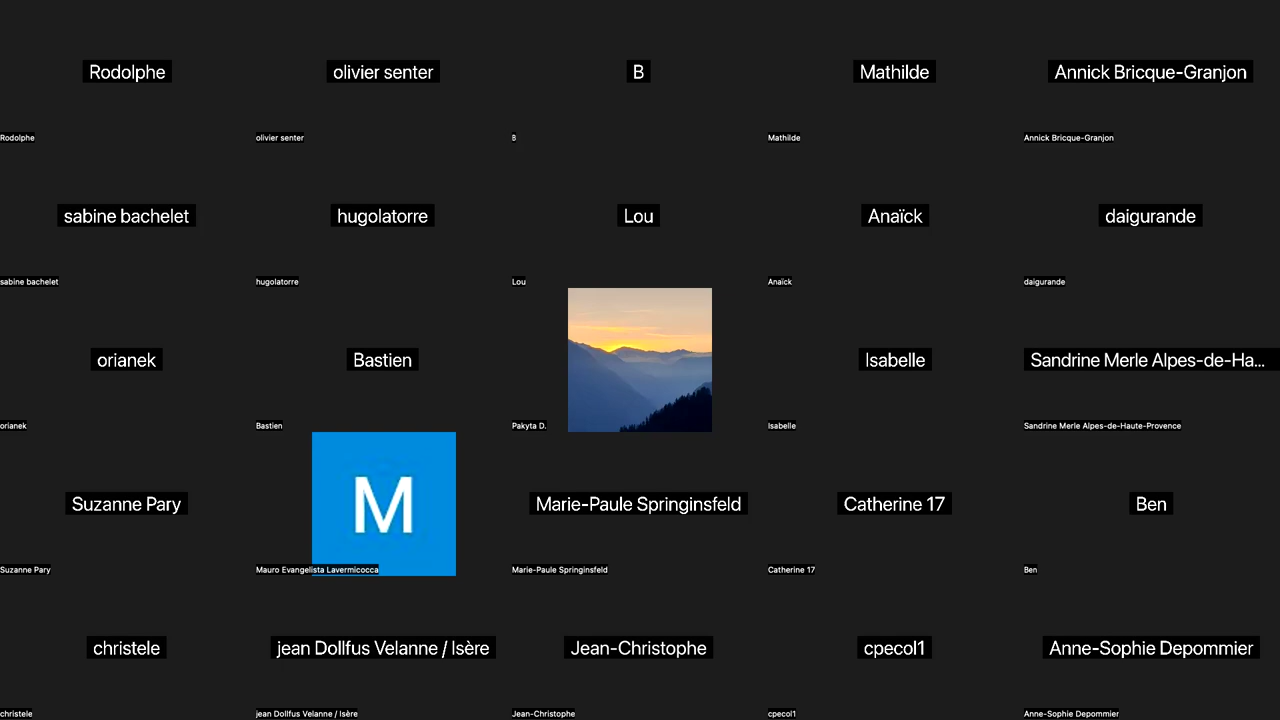 Rodolphe
olivier senter
B
Mathilde
Annick Bricque-Granjon
Rodolphe
olivier senter
B
Mathilde
Annick Bricque-Granjon
sabine bachelet
hugolatorre
Lou
Anaïck
daigurande
sabine bachelet
hugolatorre
Lou
Anaïck
daigurande
orianek
Bastien
Isabelle
Sandrine Merle Alpes-de-Ha...
orianek
Bastien
Pakyta D.
Isabelle
Sandrine Merle Alpes-de-Haute-Provence
Suzanne Pary
M
Marie-Paule Springinsfeld
Catherine 17
Ben
Suzanne Pary
Mauro Evangelista Lavermicocca
Marie-Paule Springinsfeld
Catherine 17
Ben
christele
jean Dollfus Velanne / Isère
Jean-Christophe
cpecol1
Anne-Sophie Depommier
christele
jean Dollfus Velanne / Isère
Jean-Christophe
cpecol1
Anne-Sophie Depommier